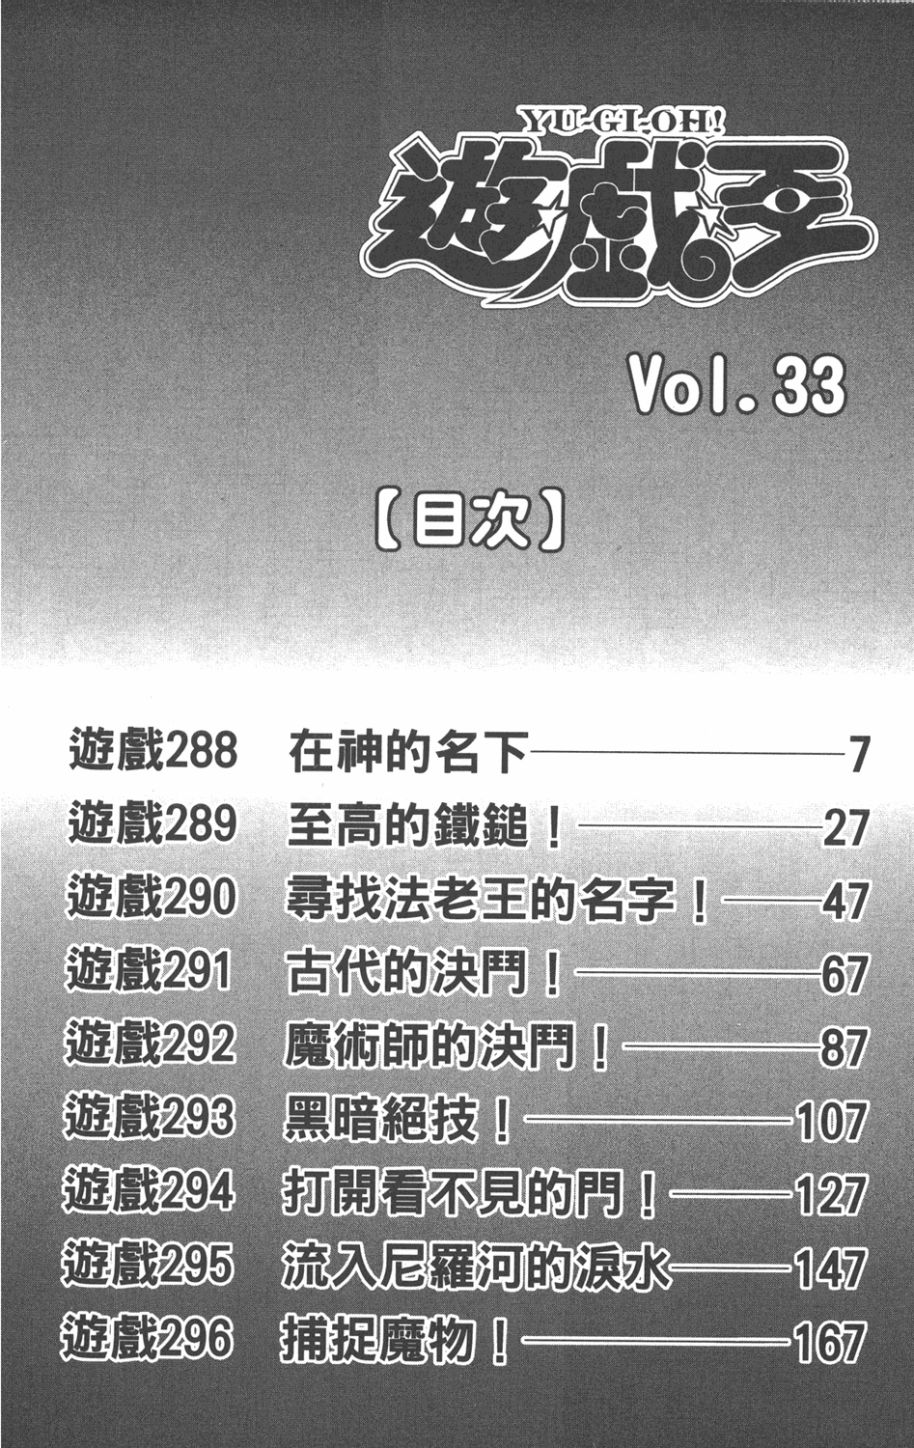 YU-GI-OH!
遊戲王
Vol.33
【目次】
遊戲288 在神的名下 7
遊戲289 至高的鐵鎚！ 27
遊戲290 尋找法老王的名字！ 47
遊戲291 古代的決鬥！ 67
遊戲292 魔術師的決鬥！ 87
遊戲293 黑暗絕技！ 107
遊戲294 打開看不見的門！ 127
遊戲295 流入尼羅河的淚水 147
遊戲296 捕捉魔物！ 167